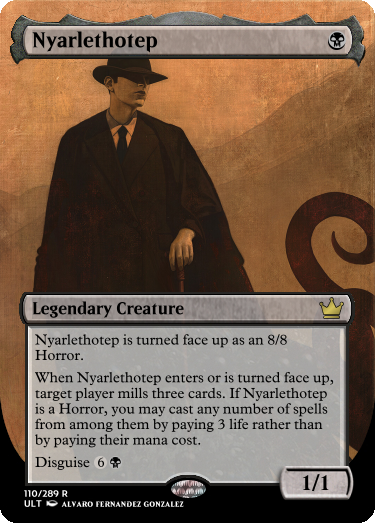 Nyarlethotep
Legendary Creature
Nyarlethotep is turned face up as an 8/8
Horror.
When Nyarlethotep enters or is turned face up,
target player mills three cards. If Nyarlethotep
is a Horror, you may cast any number of spells
from among them by paying 3 life rather than
by paying their mana cost.
Disguise 6
1/1
110/289 R
ULT ALVARO FERNANDEZ GONZALEZ